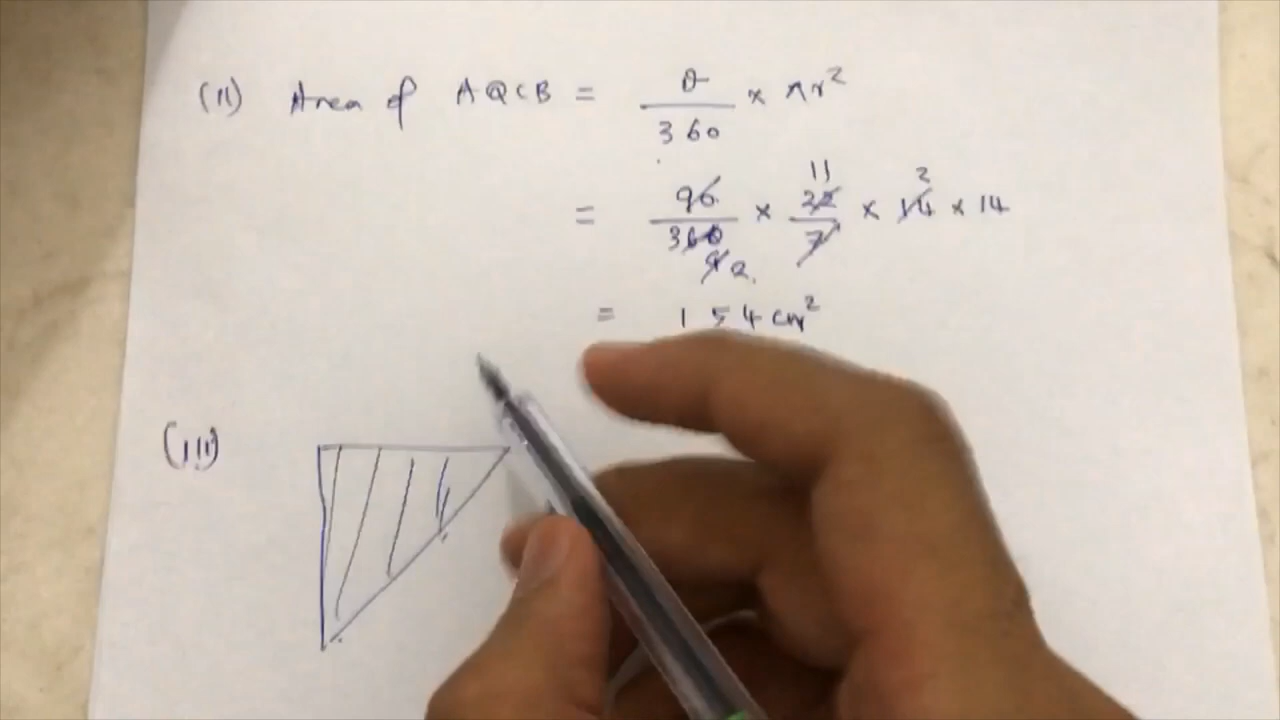 (II) Area of AQCB = θ/360 × πr²
= 90/360 × 22/7 × 14 × 14
11 2
4 2
= 154 cm²
(III)